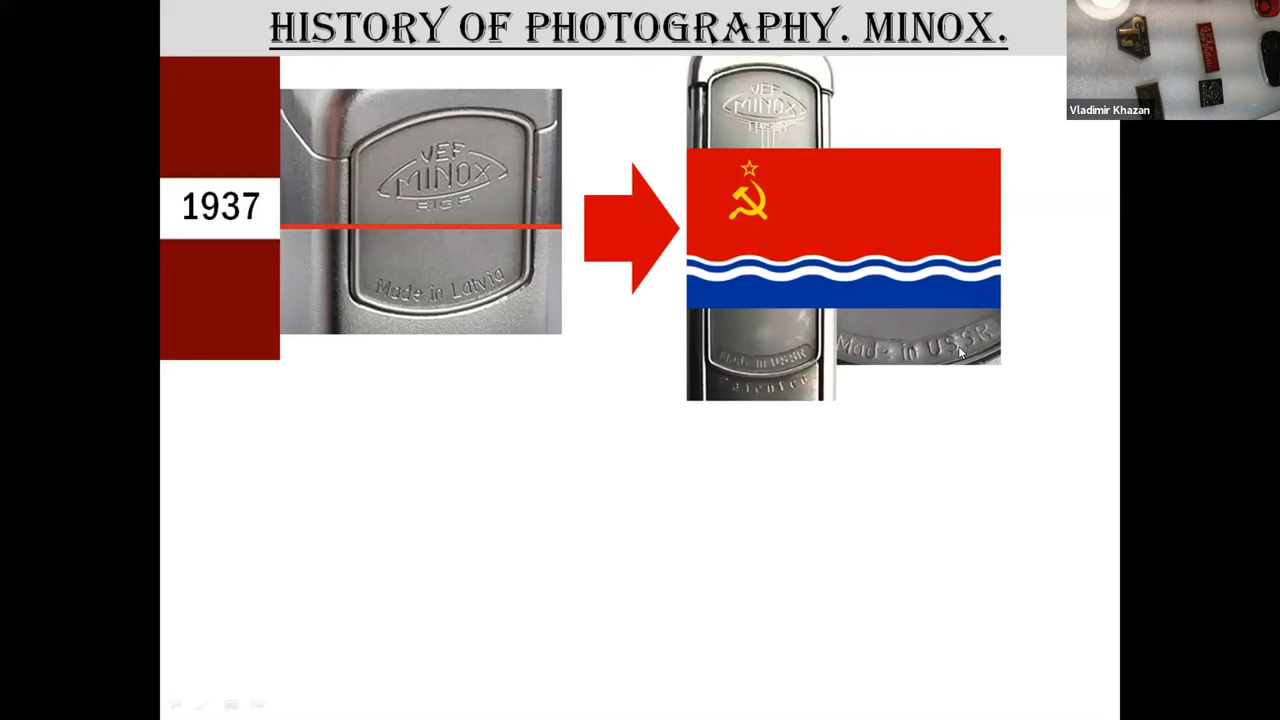 HISTORY OF PHOTOGRAPHY. MINOX.
Vladimir Khazan
1937
VEF
MINOX
RIGA
Made in Latvia
VEF
MINOX
Made in USSR
Patented
Made in USSR